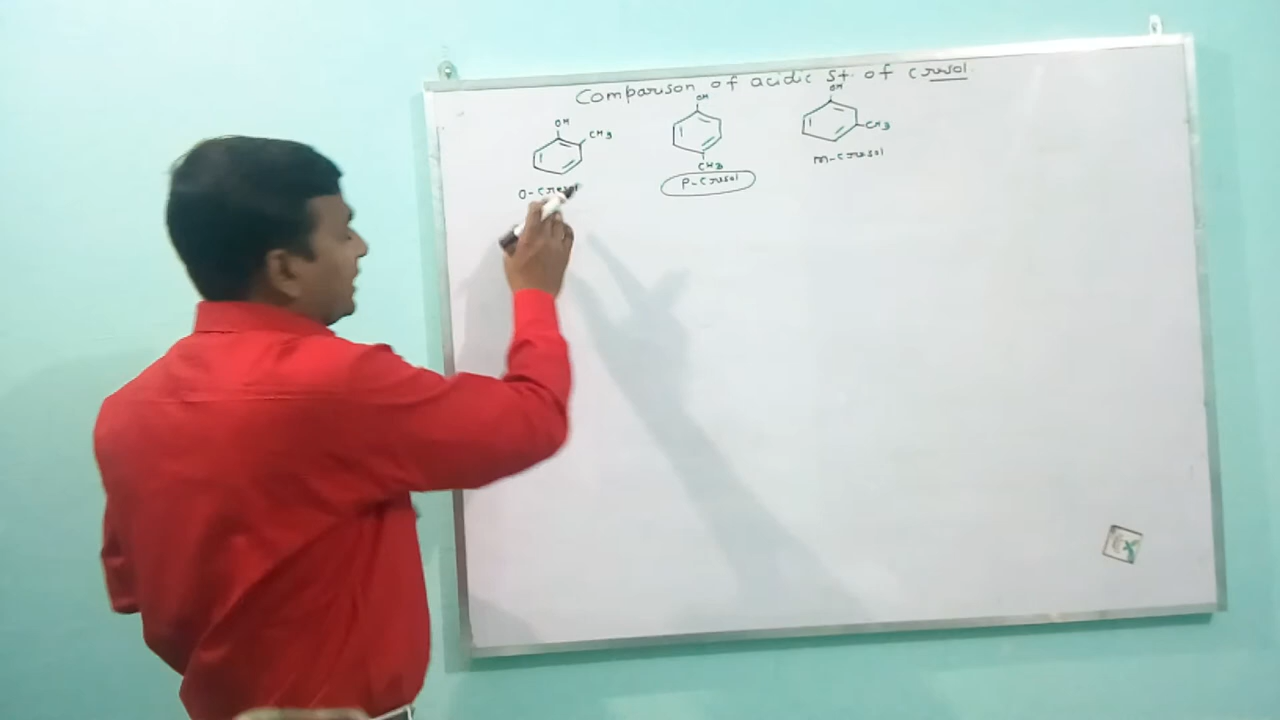 Comparison of acidic St. of cresol
OH
CH3
O-Cresol
OH
CH3
P-Cresol
OH
CH3
m-Cresol